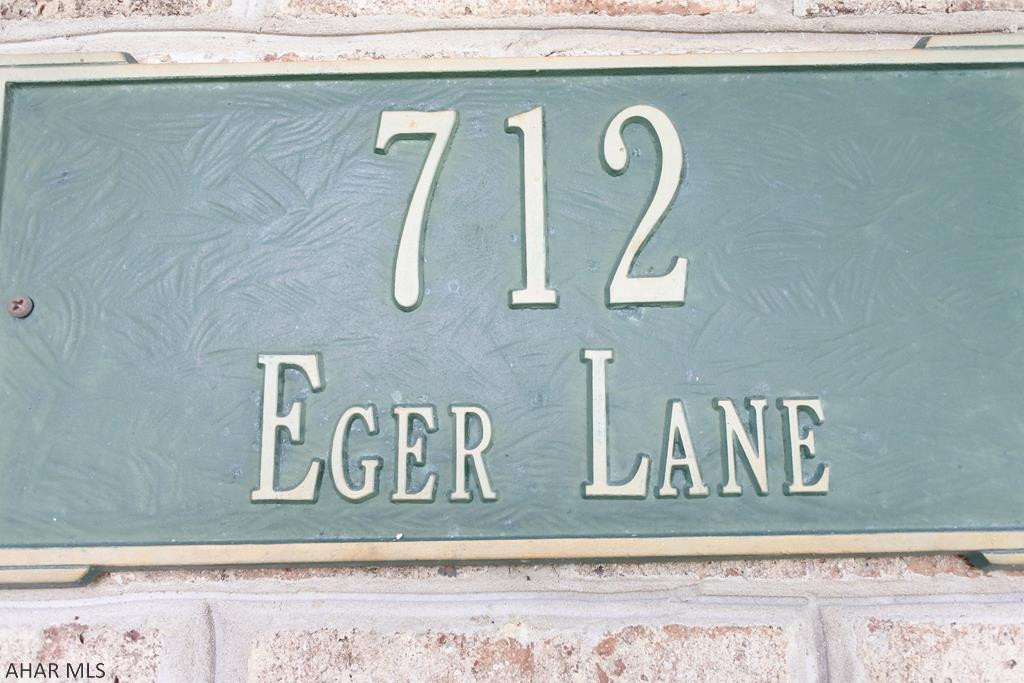 712
Eger Lane
AHAR MLS